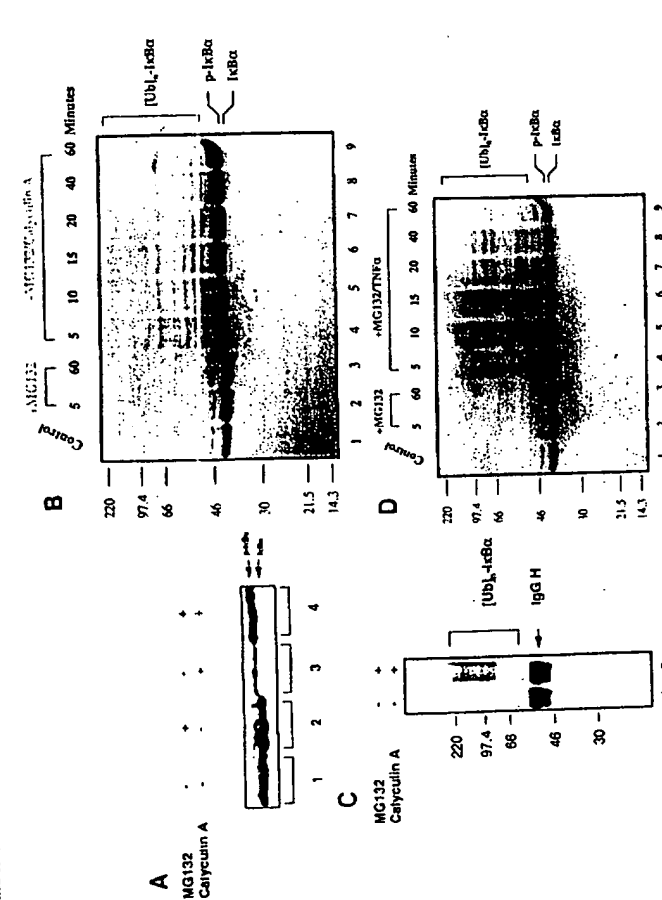 A
MG132 - + - +
Calyculin A - - + +
p-IκBα
IκBα
1 2 3 4
B
Control
+MG132
+MG132/Calyculin A
5 60 5 10 15 20 40 60 Minutes
220
97.4
66
46
30
21.5
14.3
[Ub]n-IκBα
p-IκBα
IκBα
1 2 3 4 5 6 7 8 9
C
MG132 - +
Calyculin A - +
220
97.4
66
46
30
[Ub]n-IκBα
IgG H
D
Control
+MG132
+MG132/TNFα
5 60 5 10 15 20 40 60 Minutes
220
97.4
66
46
30
21.5
14.3
[Ub]n-IκBα
p-IκBα
IκBα